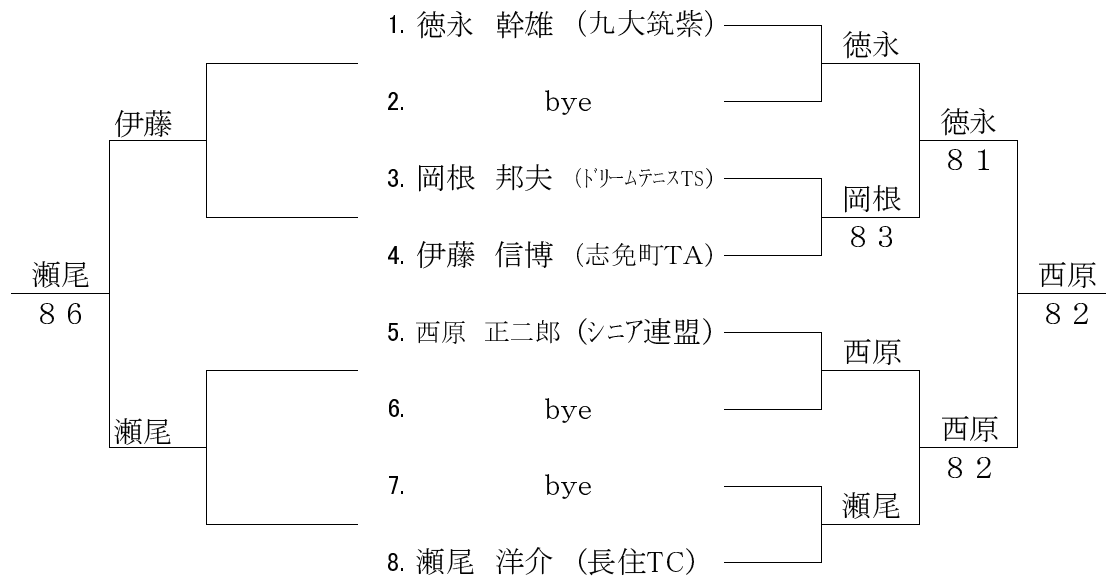 1. 徳永 幹雄 (九大筑紫)
徳永
2. bye
伊藤
徳永
8 1
3. 岡根 邦夫 (ドリームテニスTS)
岡根
8 3
4. 伊藤 信博 (志免町TA)
瀬尾
8 6
西原
8 2
5. 西原 正二郎 (シニア連盟)
西原
6. bye
瀬尾
西原
8 2
7. bye
瀬尾
8. 瀬尾 洋介 (長住TC)